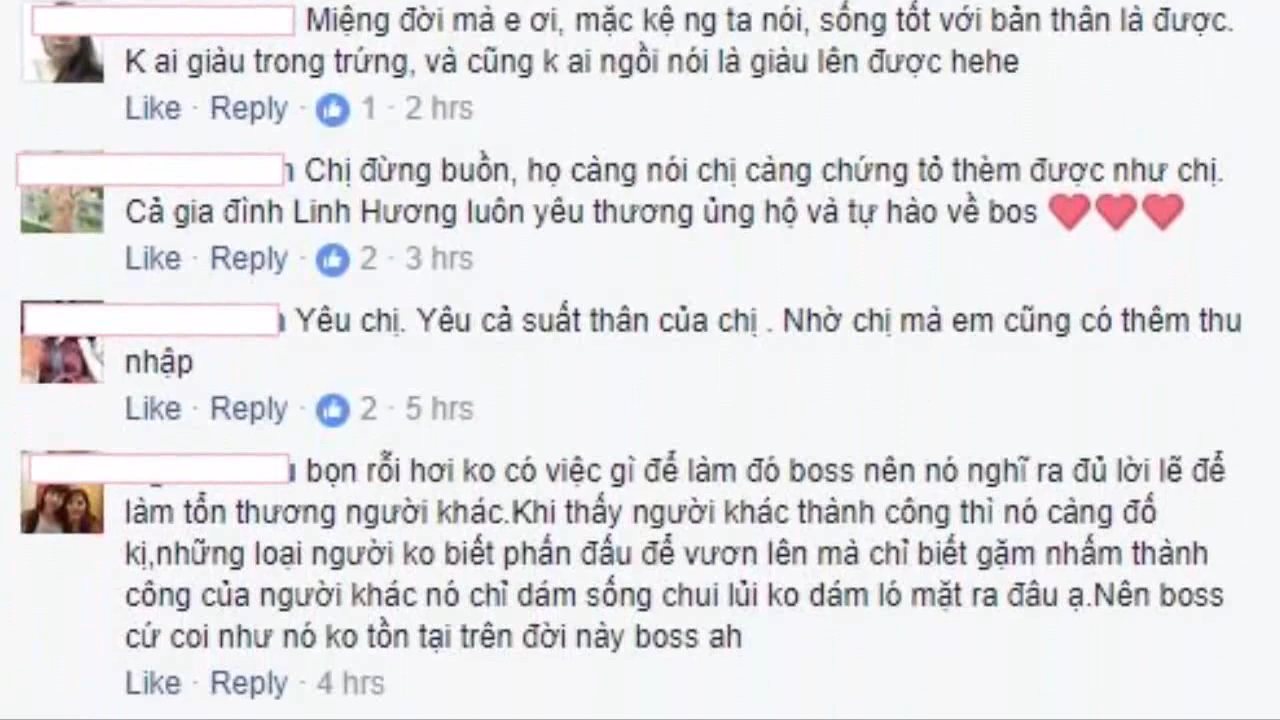 Miệng đời mà e ơi, mặc kệ ng ta nói, sống tốt với bản thân là được.
K ai giàu trong trứng, và cũng k ai ngồi nói là giàu lên được hehe
Like · Reply · 1 · 2 hrs
Chị đừng buồn, họ càng nói chị càng chứng tỏ thèm được như chị.
Cả gia đình Linh Hương luôn yêu thương ủng hộ và tự hào về bos ❤❤❤
Like · Reply · 2 · 3 hrs
Yêu chị. Yêu cả suất thân của chị . Nhờ chị mà em cũng có thêm thu
nhập
Like · Reply · 2 · 5 hrs
bọn rỗi hơi ko có việc gì để làm đó boss nên nó nghĩ ra đủ lời lẽ để
làm tổn thương người khác.Khi thấy người khác thành công thì nó càng đố
kị,những loại người ko biết phấn đấu để vươn lên mà chỉ biết gặm nhấm thành
công của người khác nó chỉ dám sống chui lủi ko dám ló mặt ra đâu ạ.Nên boss
cứ coi như nó ko tồn tại trên đời này boss ah
Like · Reply · 4 hrs